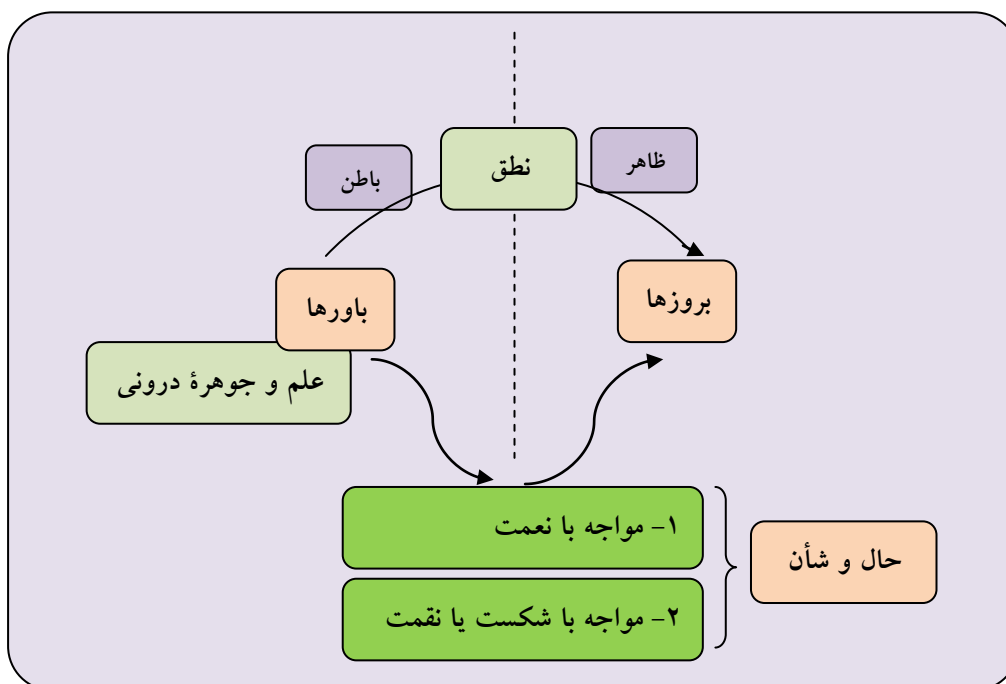 نطق
ظاهر
باطن
بروزها
باورها
علم و جوهرهٔ درونی
۱- مواجه با نعمت
حال و شأن
۲- مواجه با شکست یا نقمت